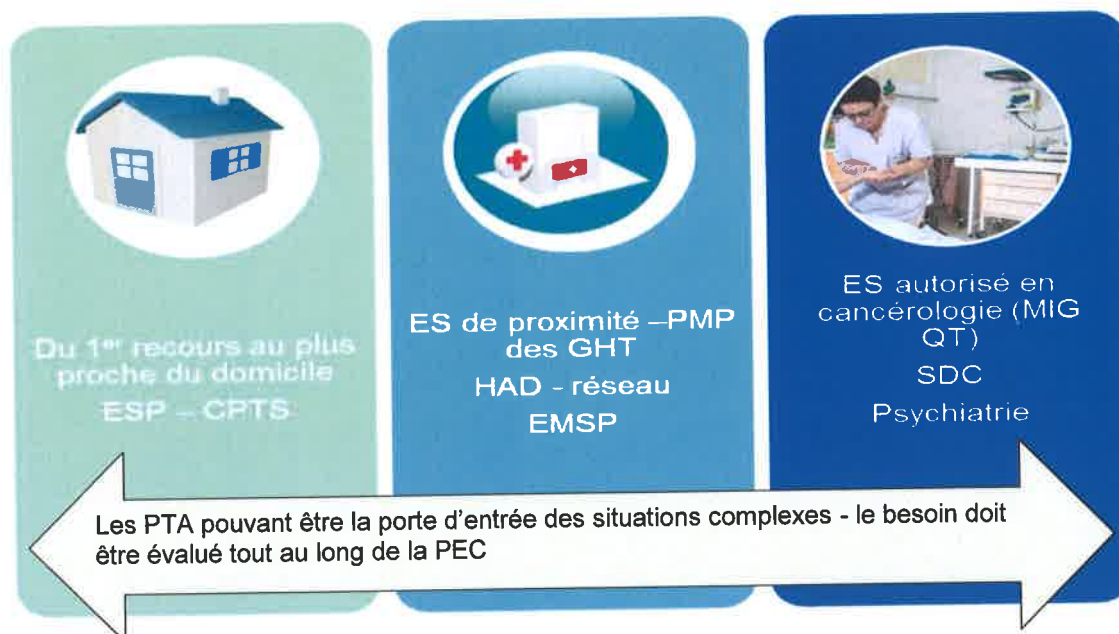 Du 1er recours au plus
proche du domicile
ESP – CPTS
ES de proximité –PMP
des GHT
HAD - réseau
EMSP
ES autorisé en
cancérologie (MIG
QT)
SDC
Psychiatrie
Les PTA pouvant être la porte d'entrée des situations complexes - le besoin doit
être évalué tout au long de la PEC